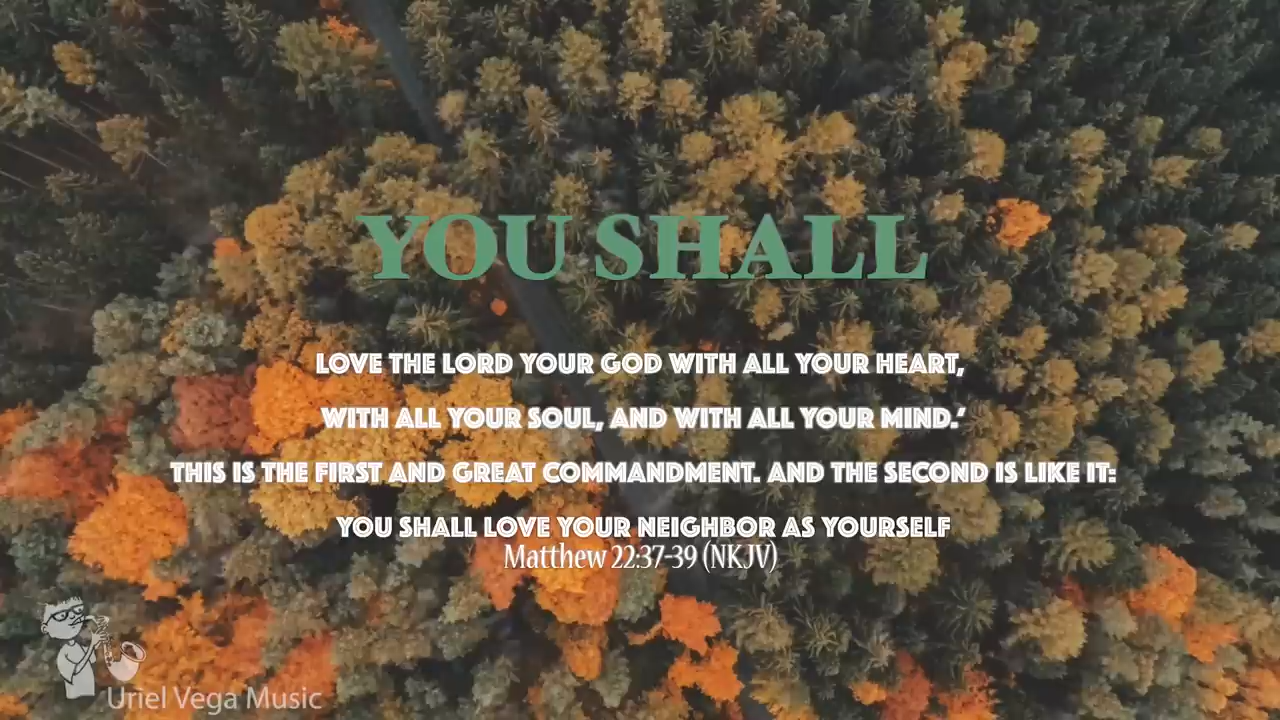 YOU SHALL
LOVE THE LORD YOUR GOD WITH ALL YOUR HEART,
WITH ALL YOUR SOUL, AND WITH ALL YOUR MIND.’
THIS IS THE FIRST AND GREAT COMMANDMENT. AND THE SECOND IS LIKE IT:
YOU SHALL LOVE YOUR NEIGHBOR AS YOURSELF
Matthew 22:37-39 (NKJV)
Uriel Vega Music